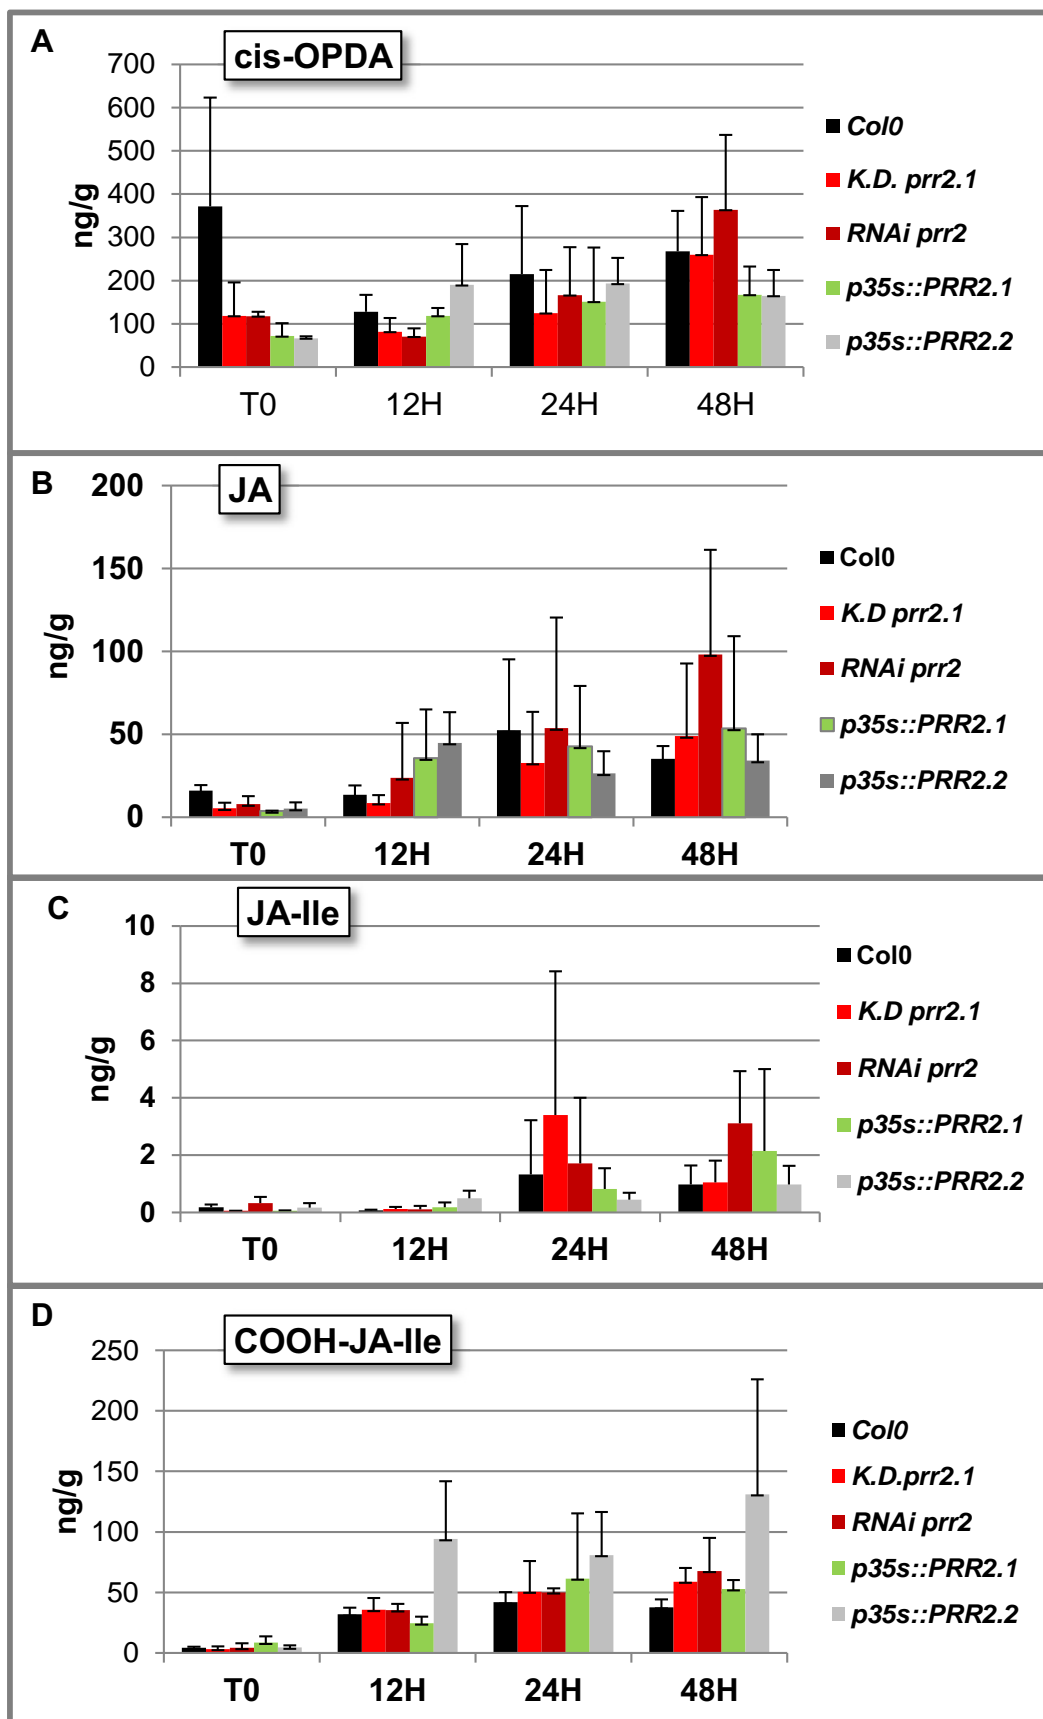 A
cis-OPDA
700
600
500
400
300
200
100
0
ng/g
T0 12H 24H 48H
Col0
K.D. prr2.1
RNAi prr2
p35s::PRR2.1
p35s::PRR2.2
B
JA
200
150
100
50
0
ng/g
T0 12H 24H 48H
Col0
K.D prr2.1
RNAi prr2
p35s::PRR2.1
p35s::PRR2.2
C
JA-Ile
10
8
6
4
2
0
ng/g
T0 12H 24H 48H
Col0
K.D prr2.1
RNAi prr2
p35s::PRR2.1
p35s::PRR2.2
D
COOH-JA-Ile
250
200
150
100
50
0
ng/g
T0 12H 24H 48H
Col0
K.D.prr2.1
RNAi prr2
p35s::PRR2.1
p35s::PRR2.2